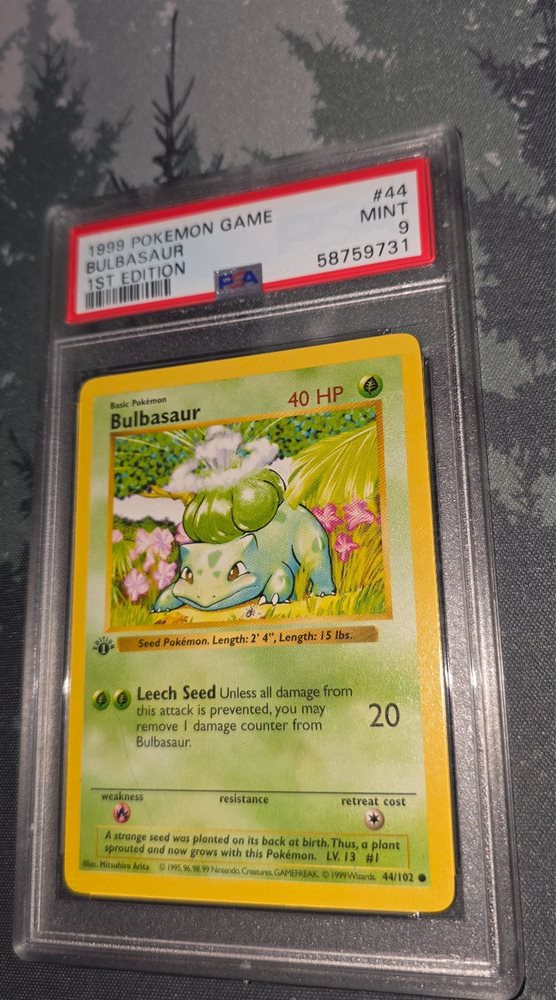 1999 POKEMON GAME #44
BULBASAUR MINT
1ST EDITION 9
PSA 58759731
Basic Pokémon
Bulbasaur 40 HP
EDITION
1
Seed Pokémon. Length: 2' 4", Length: 15 lbs.
Leech Seed Unless all damage from
this attack is prevented, you may
remove 1 damage counter from
Bulbasaur.
20
weakness resistance retreat cost
A strange seed was planted on its back at birth. Thus, a plant
sprouted and now grows with this Pokémon. LV. 13 #1
Illus. Mitsuhiro Arita © 1995, 96, 98, 99 Nintendo, Creatures, GAMEFREAK. © 1999 Wizards. 44/102